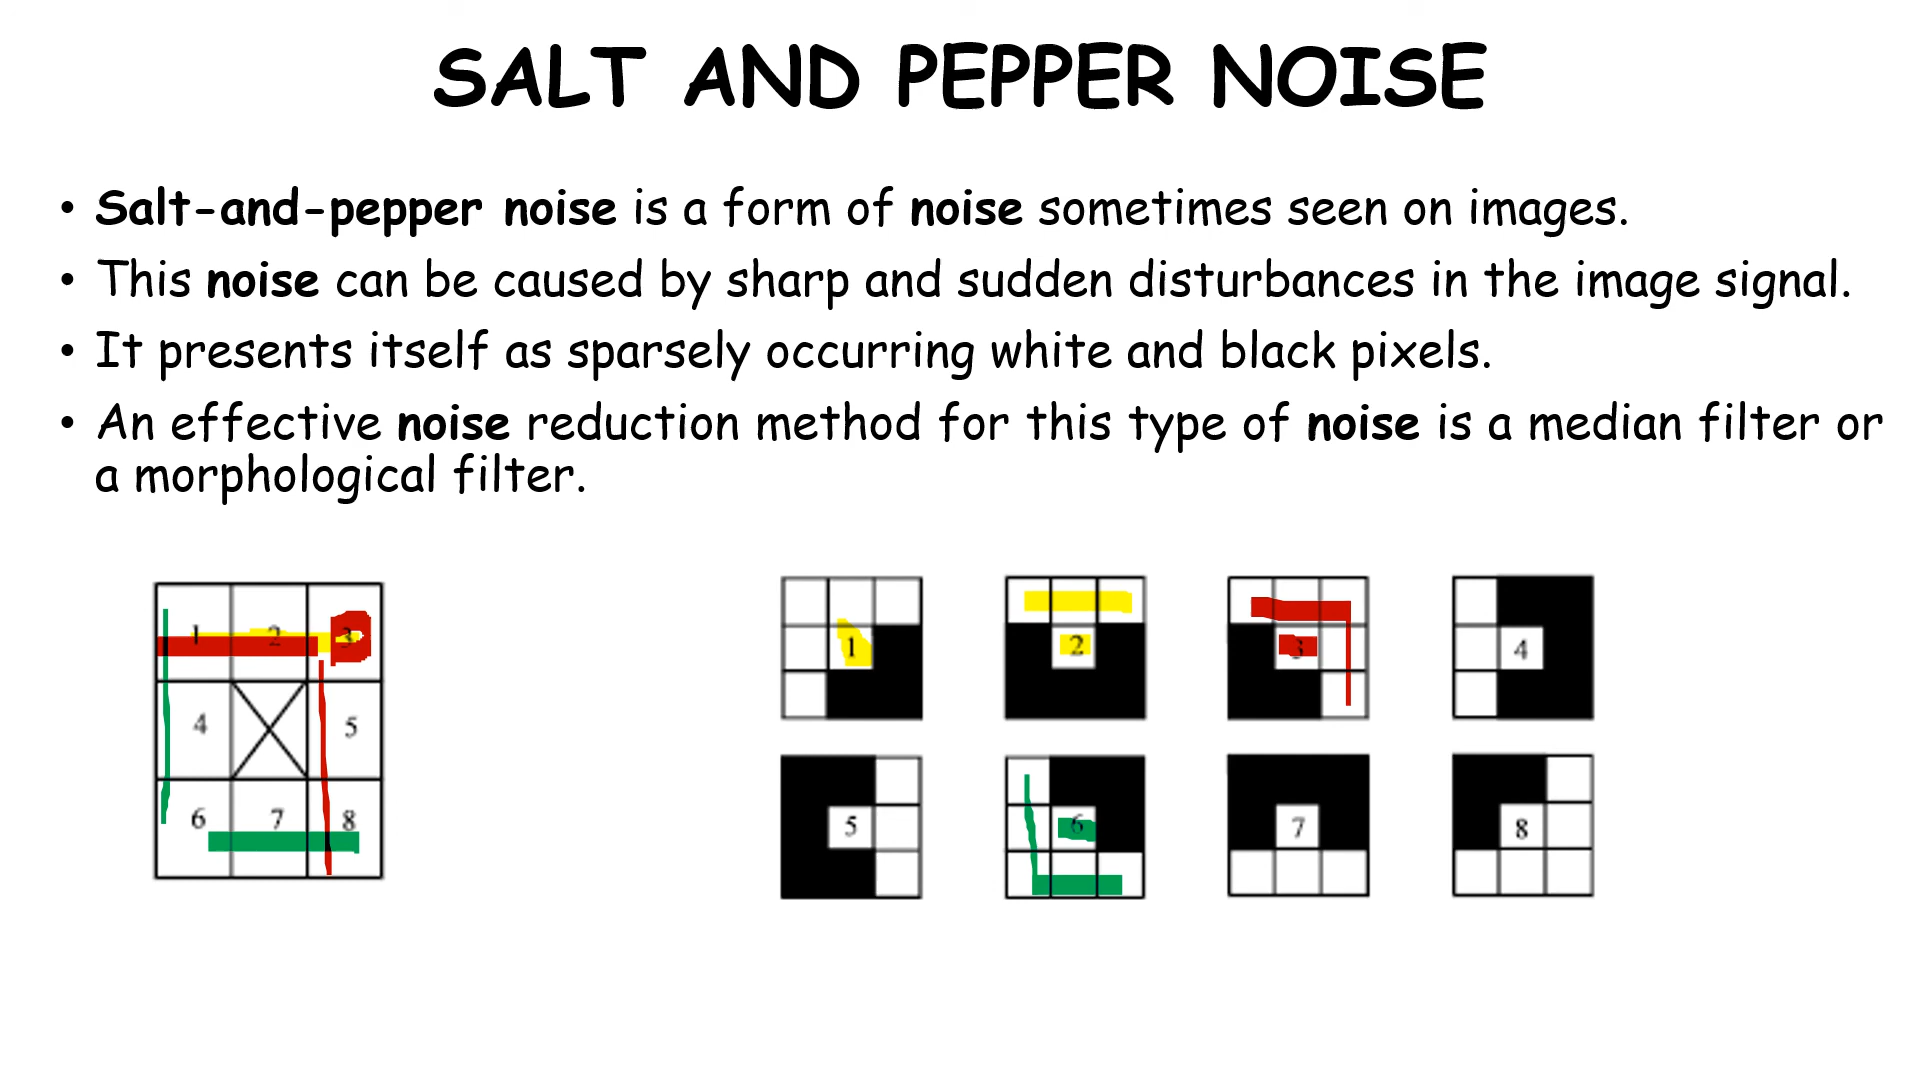 SALT AND PEPPER NOISE
• Salt-and-pepper noise is a form of noise sometimes seen on images.
• This noise can be caused by sharp and sudden disturbances in the image signal.
• It presents itself as sparsely occurring white and black pixels.
• An effective noise reduction method for this type of noise is a median filter or
a morphological filter.
1 2 3
4 5
6 7 8
1 2 3 4
5 6 7 8